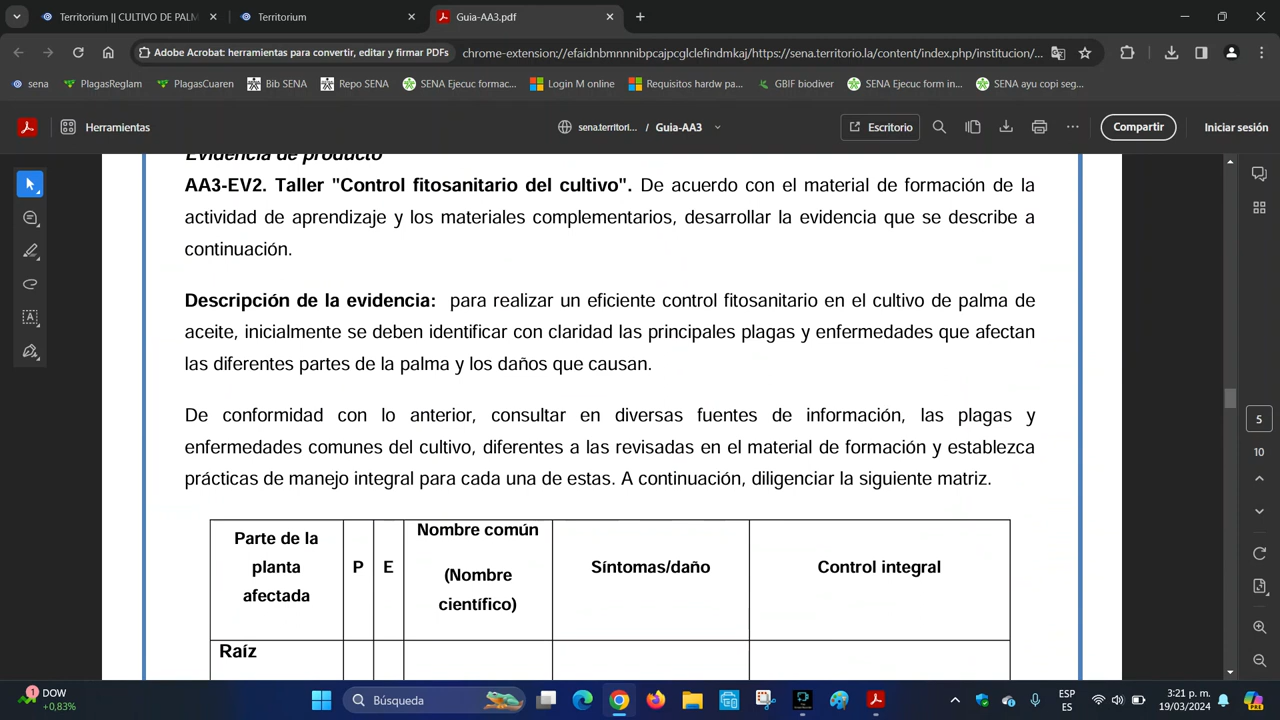 Territorium || CULTIVO DE PALM
Territorium
Guia-AA3.pdf
Adobe Acrobat: herramientas para convertir, editar y firmar PDFs
chrome-extension://efaidnbmnnnibpcajpcglclefindmkaj/https://sena.territorio.la/content/index.php/institucion/...
sena
PlagasReglam
PlagasCuaren
Bib SENA
Repo SENA
SENA Ejecuc formac...
Login M online
Requisitos hardw pa...
GBIF biodiver
SENA Ejecuc form in...
SENA ayu copi seg...
Herramientas
sena.territori... / Guia-AA3
Escritorio
Compartir
Iniciar sesión
Evidencia de producto
AA3-EV2. Taller "Control fitosanitario del cultivo". De acuerdo con el material de formación de la
actividad de aprendizaje y los materiales complementarios, desarrollar la evidencia que se describe a
continuación.
Descripción de la evidencia: para realizar un eficiente control fitosanitario en el cultivo de palma de
aceite, inicialmente se deben identificar con claridad las principales plagas y enfermedades que afectan
las diferentes partes de la palma y los daños que causan.
De conformidad con lo anterior, consultar en diversas fuentes de información, las plagas y
enfermedades comunes del cultivo, diferentes a las revisadas en el material de formación y establezca
prácticas de manejo integral para cada una de estas. A continuación, diligenciar la siguiente matriz.
Parte de la
planta
afectada
P
E
Nombre común
(Nombre
científico)
Síntomas/daño
Control integral
Raíz
5
10
1
DOW
+0,83%
Búsqueda
ESP
ES
3:21 p. m.
19/03/2024
PRE